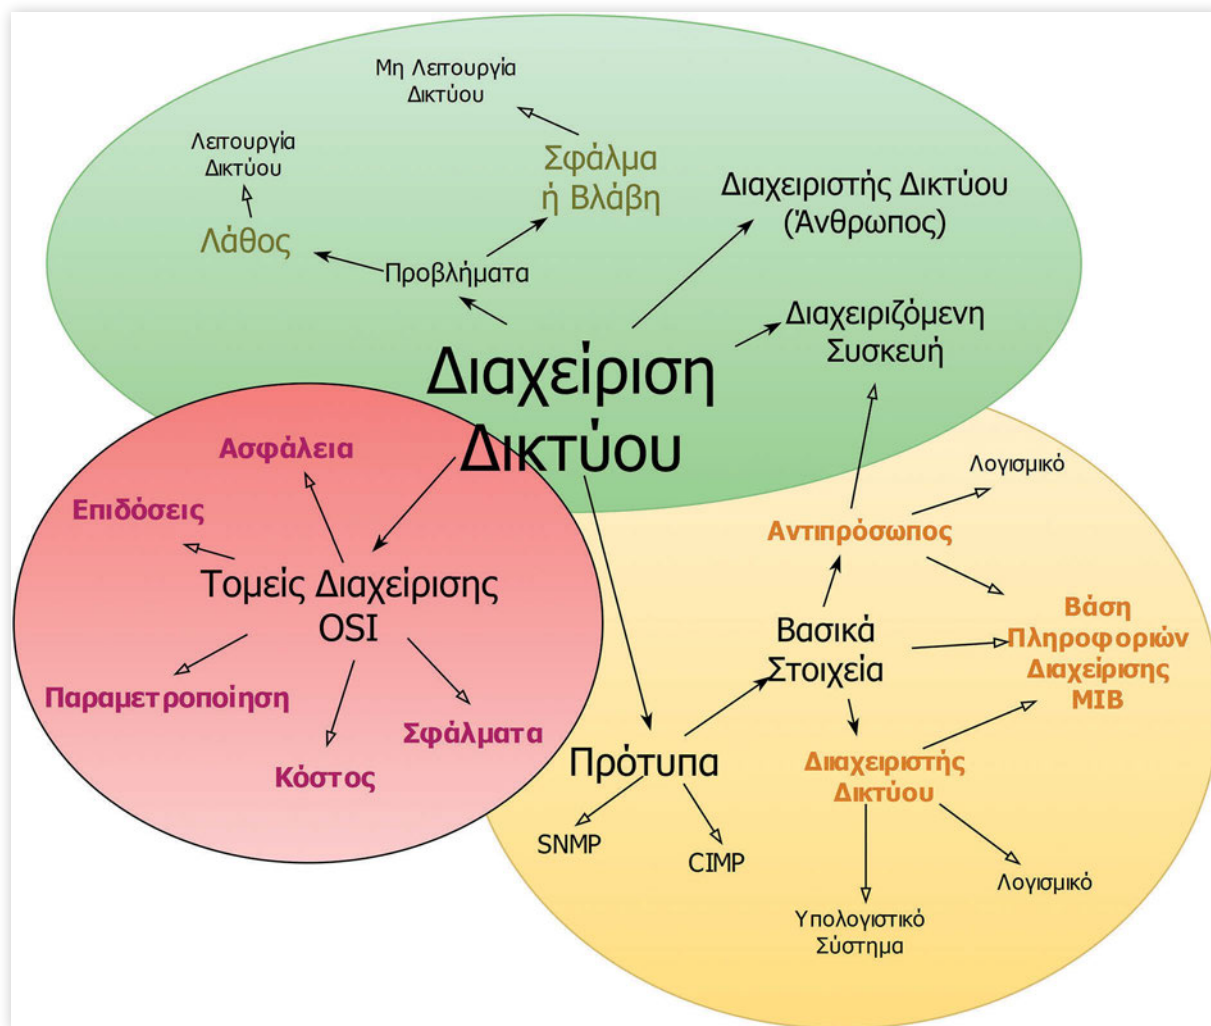 Μη Λειτουργία
Δικτύου
Λειτουργία
Δικτύου
Σφάλμα
ή Βλάβη
Λάθος
Προβλήματα
Διαχειριστής Δικτύου
(Άνθρωπος)
Διαχειριζόμενη
Συσκευή
Διαχείριση
Δικτύου
Ασφάλεια
Επιδόσεις
Τομείς Διαχείρισης
OSI
Παραμετροποίηση
Σφάλματα
Κόστος
Λογισμικό
Αντιπρόσωπος
Βασικά
Στοιχεία
Βάση
Πληροφοριών
Διαχείρισης
MIB
Πρότυπα
SNMP
CIMP
Διιαχειριστής
Δικτύου
Λογισμικό
Υπολογιστικό
Σύστημα